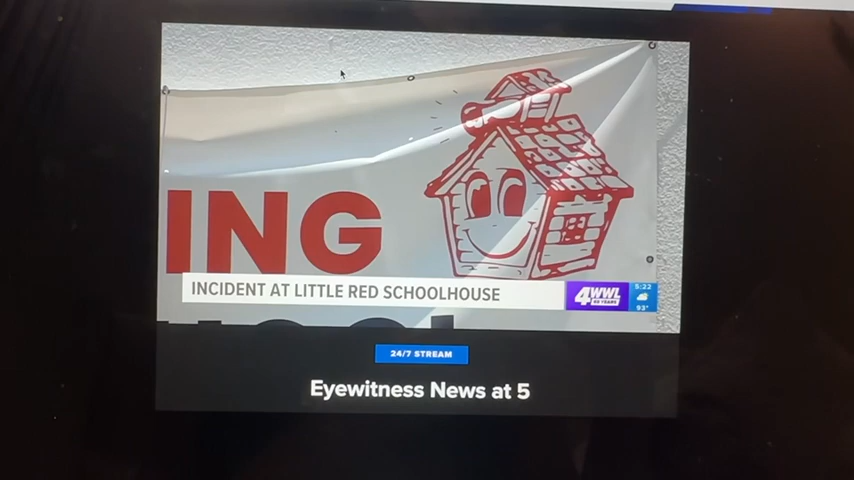 ING
INCIDENT AT LITTLE RED SCHOOLHOUSE
4WWL
5:22
93°
24/7 STREAM
Eyewitness News at 5